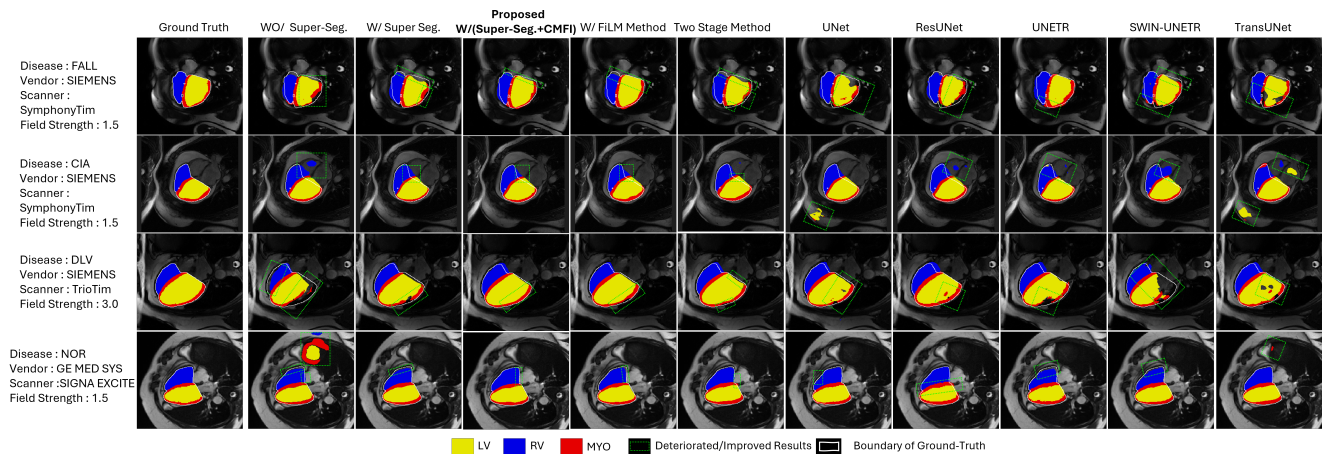 Ground Truth
WO/ Super-Seg.
W/ Super Seg.
Proposed
W/(Super-Seg.+CMFI)
W/ FiLM Method
Two Stage Method
UNet
ResUNet
UNETR
SWIN-UNETR
TransUNet
Disease : FALL
Vendor : SIEMENS
Scanner :
SymphonyTim
Field Strength : 1.5
Disease : CIA
Vendor : SIEMENS
Scanner :
SymphonyTim
Field Strength : 1.5
Disease : DLV
Vendor : SIEMENS
Scanner : TrioTim
Field Strength : 3.0
Disease : NOR
Vendor : GE MED SYS
Scanner :SIGNA EXCITE
Field Strength : 1.5
LV
RV
MYO
Deteriorated/Improved Results
Boundary of Ground-Truth